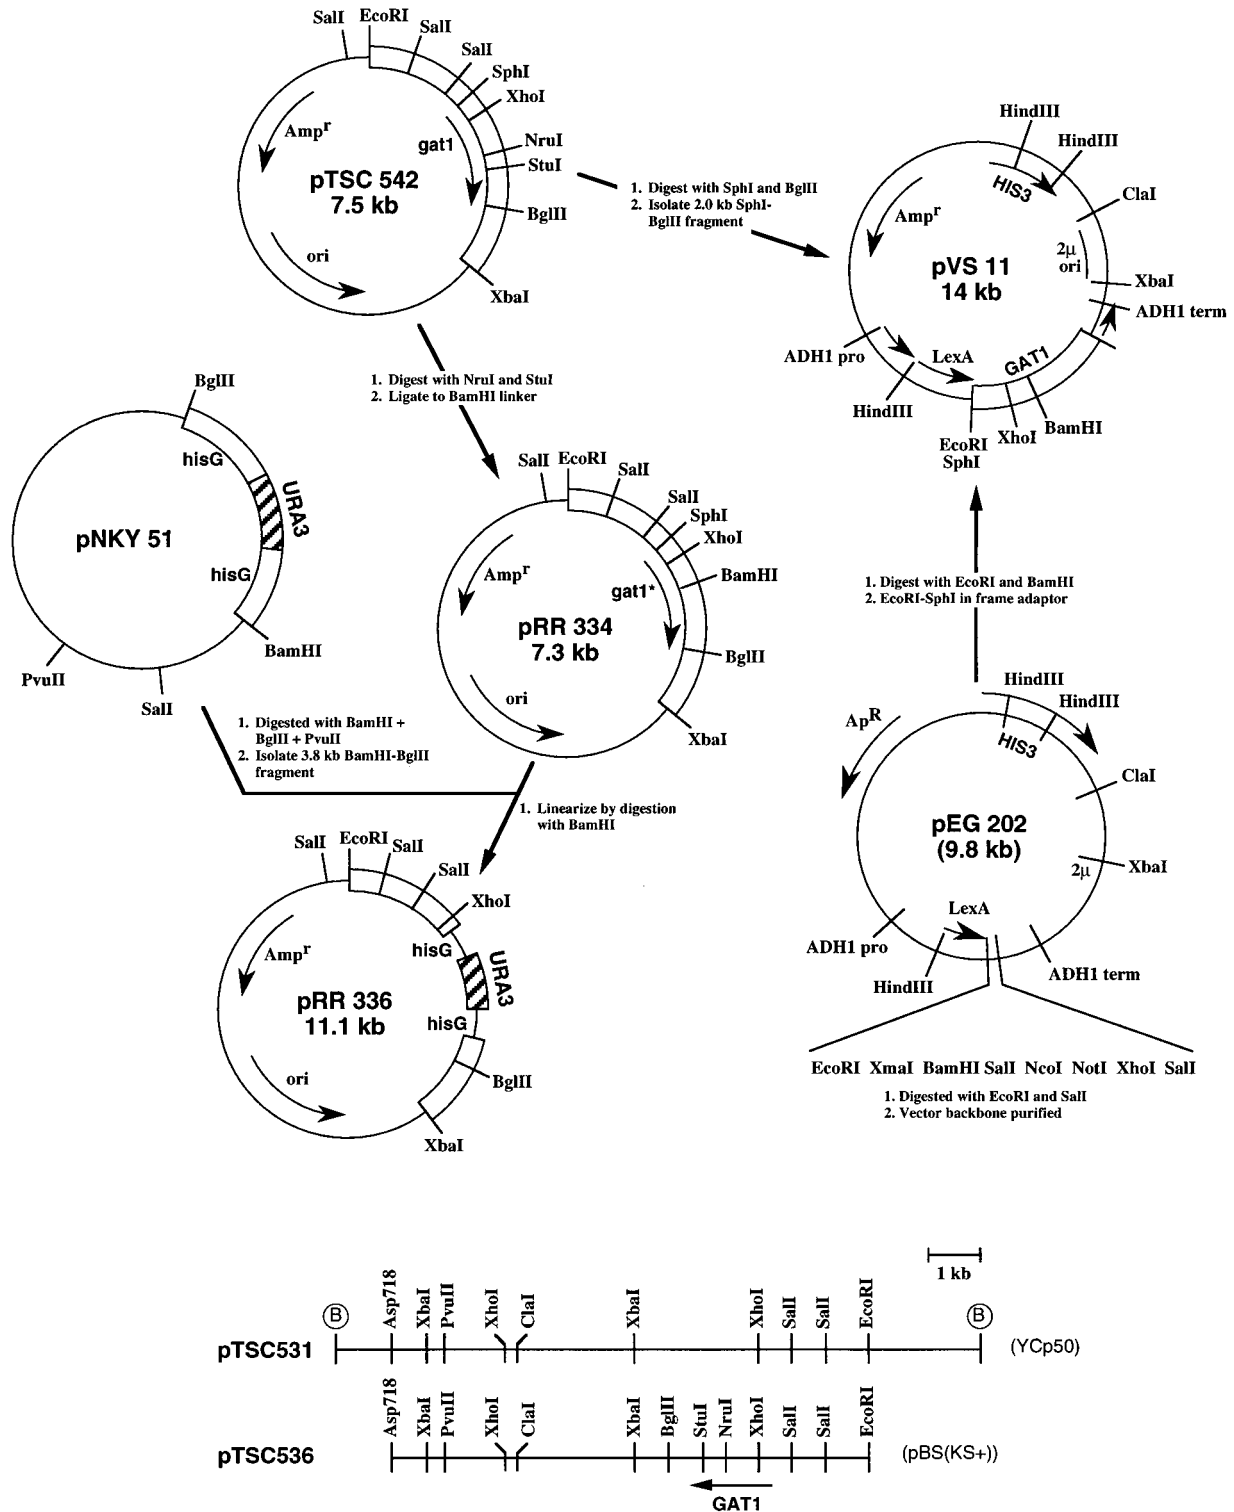 SalI
EcoRI
SalI
SalI
SphI
XhoI
NruI
StuI
BglII
XbaI
Ampr
gat1
pTSC 542
7.5 kb
ori
1. Digest with SphI and BglII
2. Isolate 2.0 kb SphI-
BglII fragment
HindIII
HindIII
HIS3
ClaI
Ampr
2μ
ori
pVS 11
14 kb
XbaI
ADH1 term
ADH1 pro
LexA
GAT1
HindIII
EcoRI
SphI
XhoI
BamHI
1. Digest with NruI and StuI
2. Ligate to BamHI linker
BglII
hisG
URA3
pNKY 51
hisG
BamHI
PvuII
SalI
SalI
EcoRI
SalI
SalI
SphI
XhoI
BamHI
Ampr
gat1*
pRR 334
7.3 kb
BglII
ori
XbaI
1. Digest with EcoRI and BamHI
2. EcoRI-SphI in frame adaptor
1. Digested with BamHI +
BglII + PvuII
2. Isolate 3.8 kb BamHI-BglII
fragment
1. Linearize by digestion
with BamHI
HindIII
HindIII
ApR
HIS3
ClaI
pEG 202
(9.8 kb)
2μ
XbaI
LexA
ADH1 pro
HindIII
ADH1 term
EcoRI XmaI BamHI SalI NcoI NotI XhoI SalI
1. Digested with EcoRI and SalI
2. Vector backbone purified
SalI
EcoRI
SalI
SalI
XhoI
Ampr
hisG
URA3
pRR 336
11.1 kb
hisG
ori
BglII
XbaI
1 kb
B
Asp718
XbaI
PvuII
XhoI
ClaI
XbaI
XhoI
SalI
SalI
EcoRI
B
pTSC531
(YCp50)
Asp718
XbaI
PvuII
XhoI
ClaI
XbaI
BglII
StuI
NruI
XhoI
SalI
SalI
EcoRI
pTSC536
(pBS(KS+))
GAT1